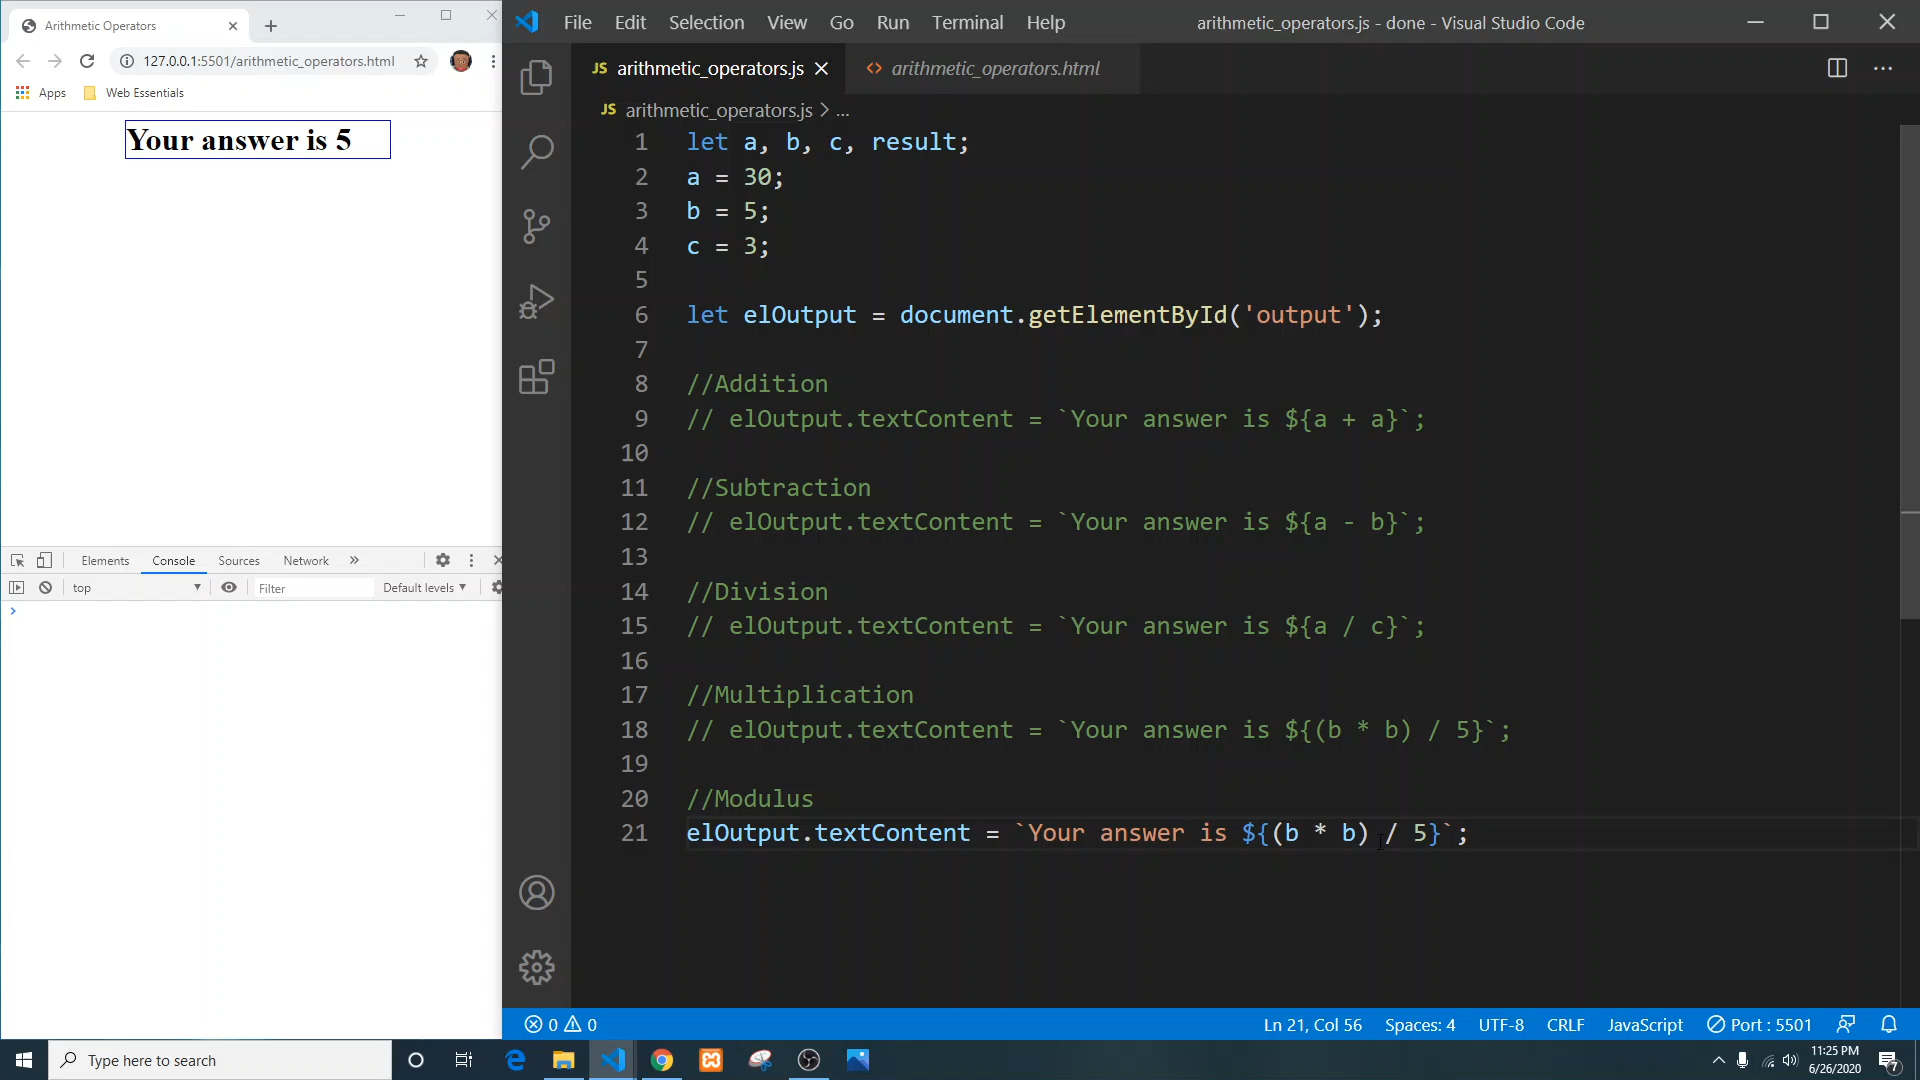 Arithmetic Operators
127.0.0.1:5501/arithmetic_operators.html
Apps
Web Essentials
Your answer is 5
Elements
Console
Sources
Network
top
Filter
Default levels
File Edit Selection View Go Run Terminal Help
arithmetic_operators.js - done - Visual Studio Code
JS arithmetic_operators.js
<> arithmetic_operators.html
JS arithmetic_operators.js > ...
1 let a, b, c, result;
2 a = 30;
3 b = 5;
4 c = 3;
5
6 let elOutput = document.getElementById('output');
7
8 //Addition
9 // elOutput.textContent = `Your answer is ${a + a}`;
10
11 //Subtraction
12 // elOutput.textContent = `Your answer is ${a - b}`;
13
14 //Division
15 // elOutput.textContent = `Your answer is ${a / c}`;
16
17 //Multiplication
18 // elOutput.textContent = `Your answer is ${(b * b) / 5}`;
19
20 //Modulus
21 elOutput.textContent = `Your answer is ${(b * b) / 5}`;
0 0
Ln 21, Col 56
Spaces: 4
UTF-8
CRLF
JavaScript
Port : 5501
Type here to search
11:25 PM
6/26/2020
7